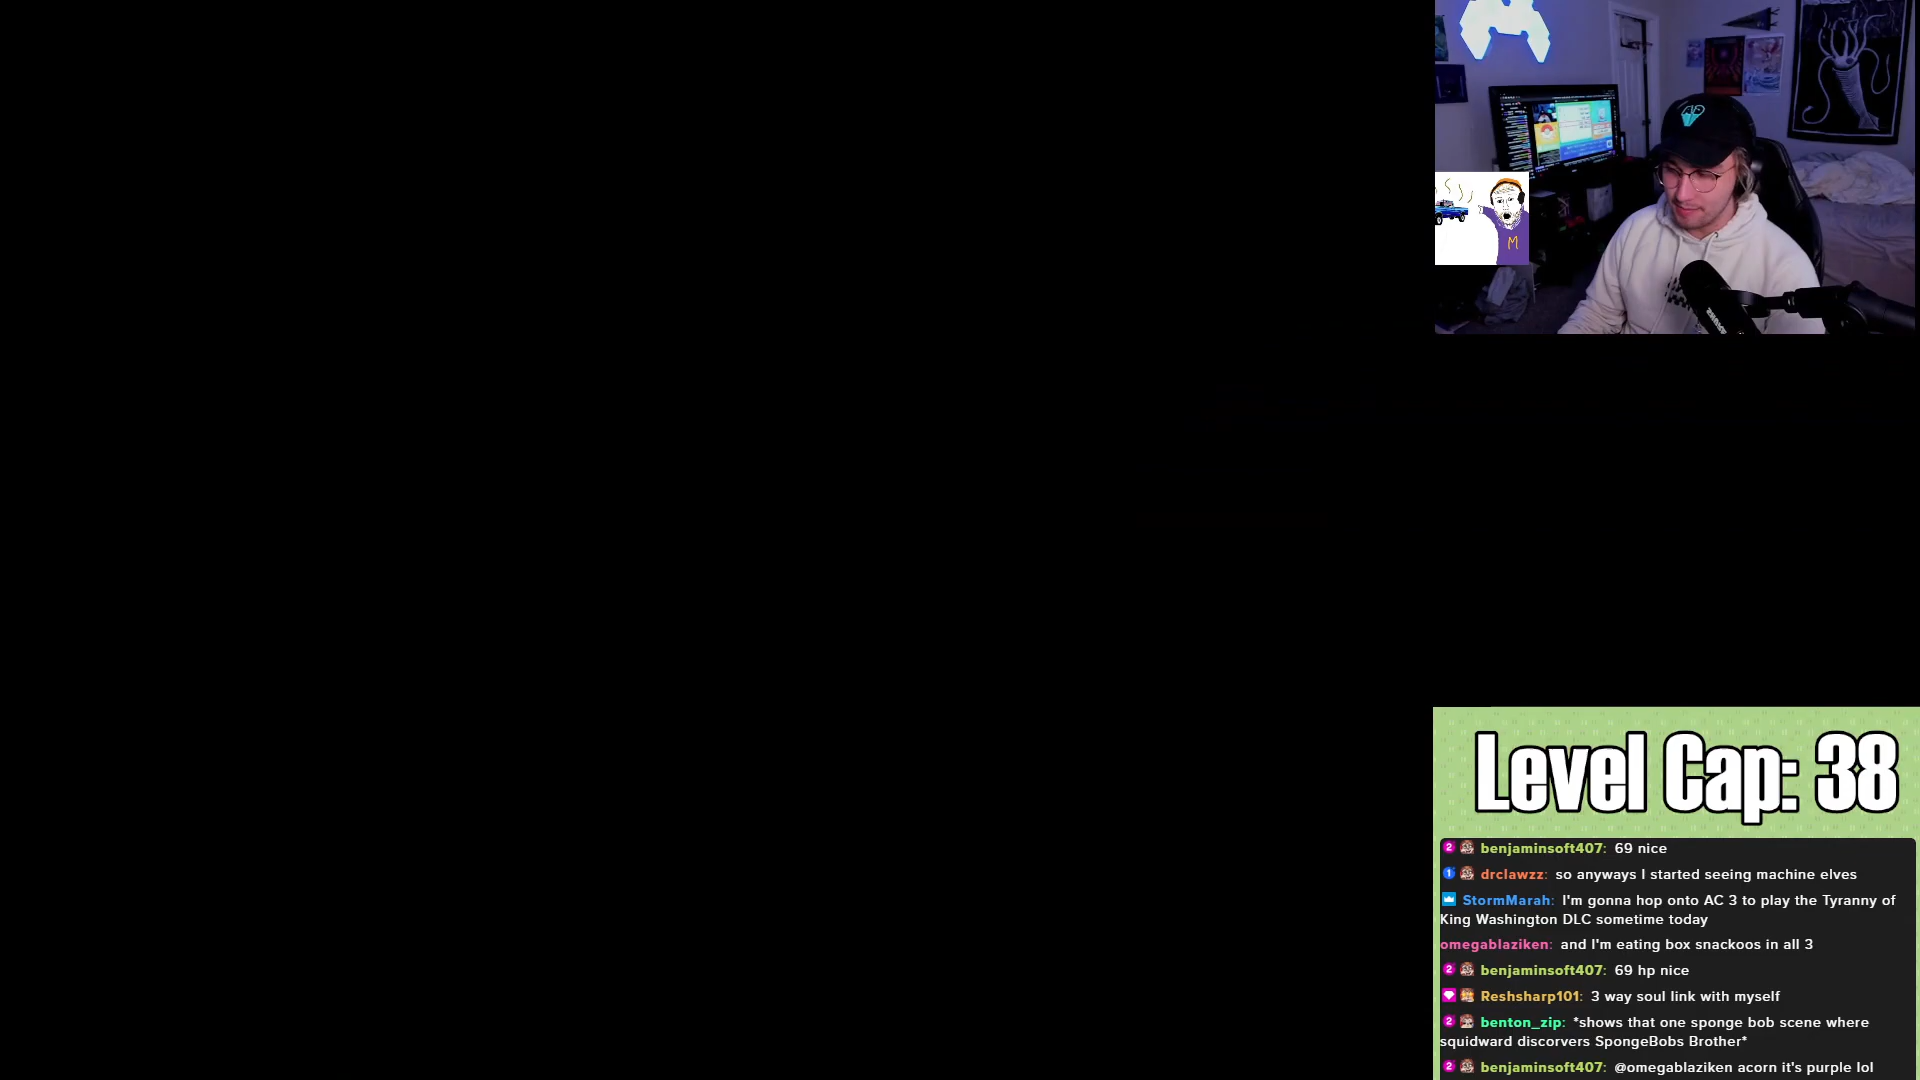 M
Level Cap: 38
benjaminsoft407: 69 nice
drclawzz: so anyways I started seeing machine elves
StormMarah: I'm gonna hop onto AC 3 to play the Tyranny of
King Washington DLC sometime today
omegablaziken: and I'm eating box snackoos in all 3
benjaminsoft407: 69 hp nice
Reshsharp101: 3 way soul link with myself
benton_zip: *shows that one sponge bob scene where
squidward discorvers SpongeBobs Brother*
benjaminsoft407: @omegablaziken acorn it's purple lol